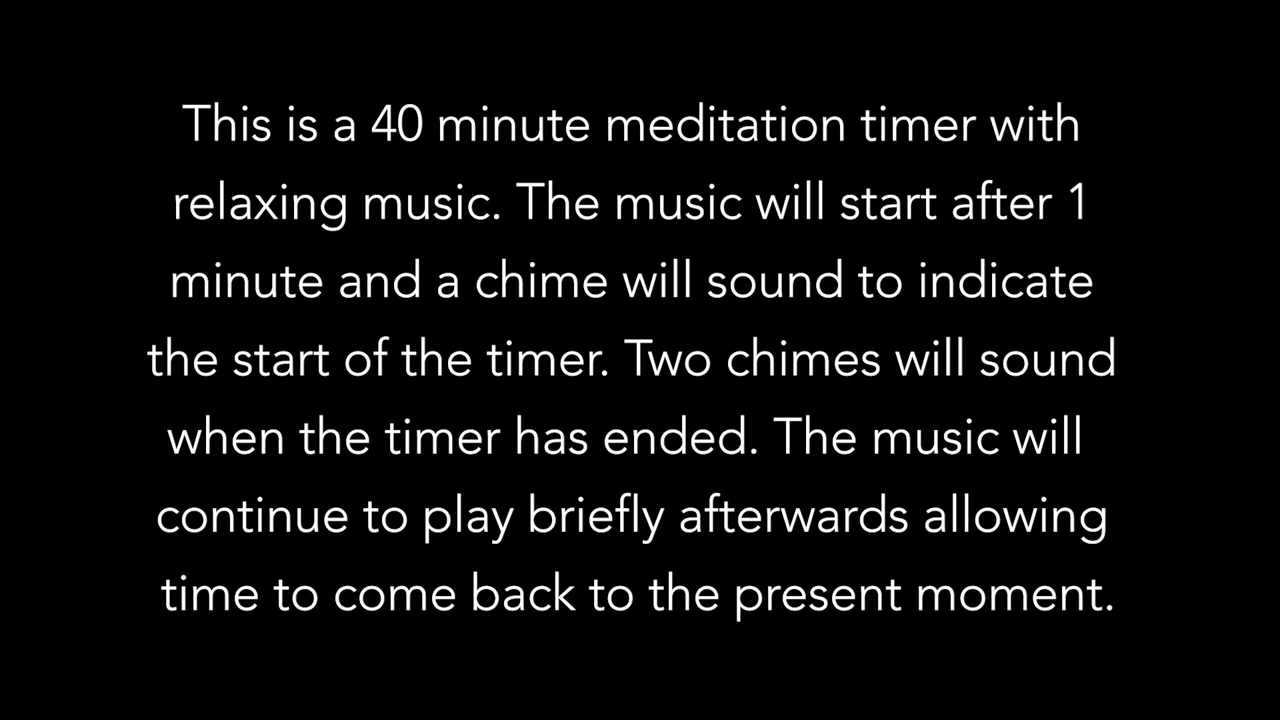 This is a 40 minute meditation timer with
relaxing music. The music will start after 1
minute and a chime will sound to indicate
the start of the timer. Two chimes will sound
when the timer has ended. The music will
continue to play briefly afterwards allowing
time to come back to the present moment.